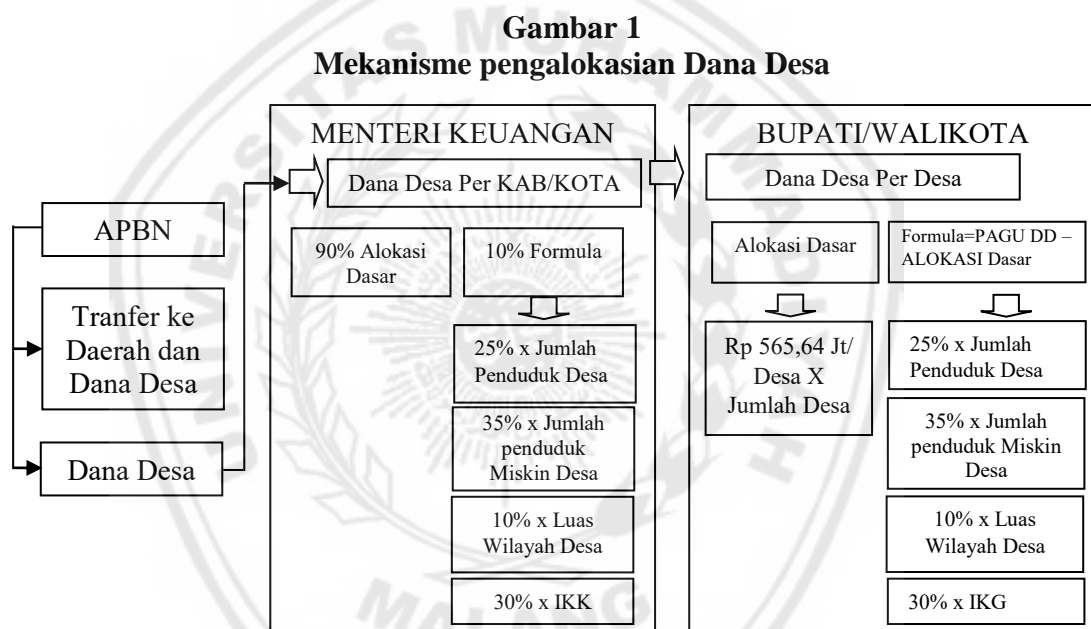 Gambar 1
Mekanisme pengalokasian Dana Desa
APBN
Tranfer ke
Daerah dan
Dana Desa
Dana Desa
MENTERI KEUANGAN
Dana Desa Per KAB/KOTA
90% Alokasi
Dasar
10% Formula
25% x Jumlah
Penduduk Desa
35% x Jumlah
penduduk
Miskin Desa
10% x Luas
Wilayah Desa
30% x IKK
BUPATI/WALIKOTA
Dana Desa Per Desa
Alokasi Dasar
Rp 565,64 Jt/
Desa X
Jumlah Desa
Formula=PAGU DD –
ALOKASI Dasar
25% x Jumlah
Penduduk Desa
35% x Jumlah
penduduk Miskin
Desa
10% x Luas
Wilayah Desa
30% x IKG
UNIVERSITAS MUHAMMADIYAH
MALANG